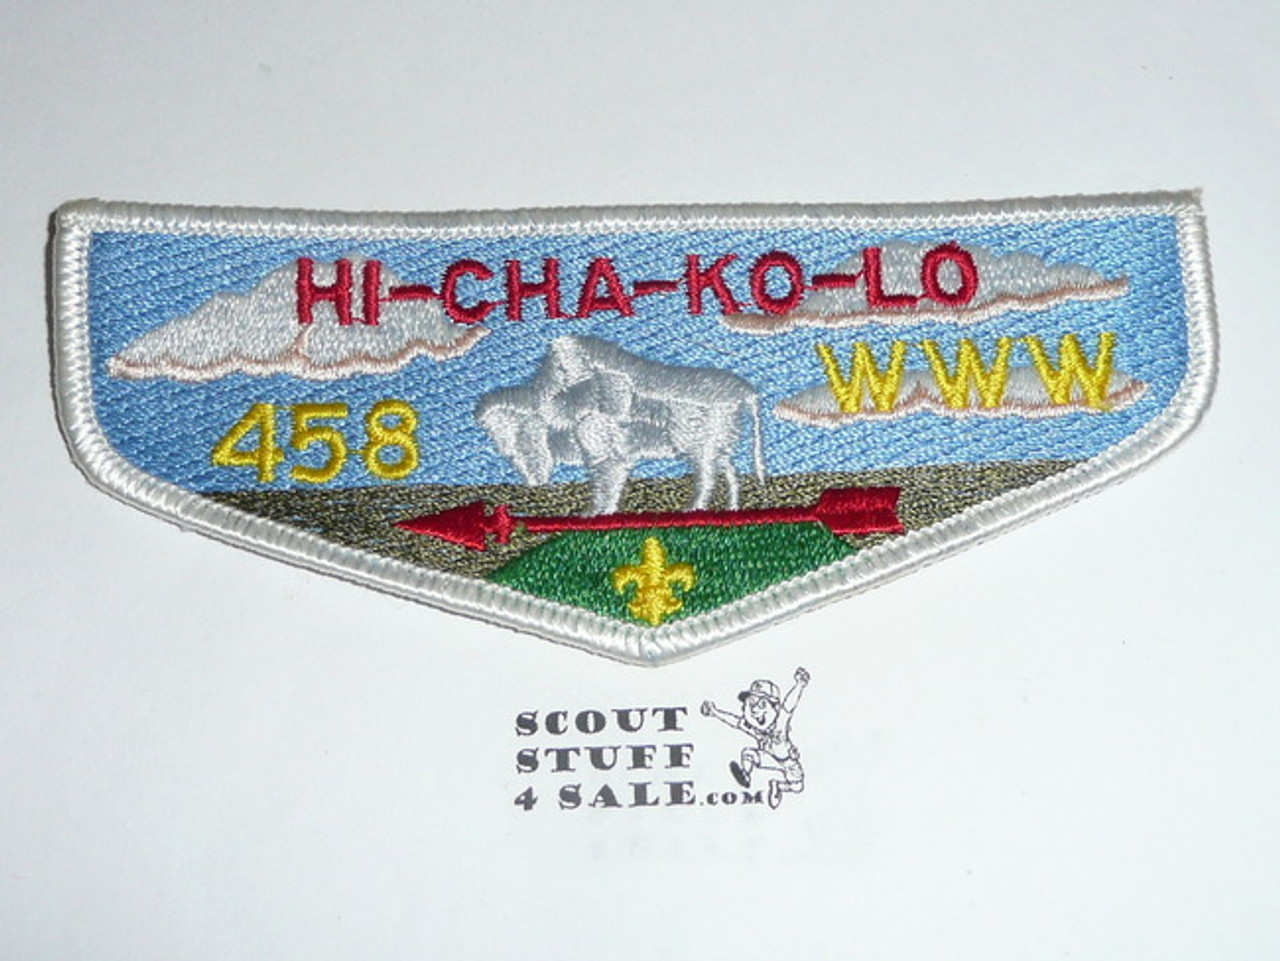 HI-CHA-KO-LO
WWW
458
SCOUT
STUFF
4 SALE.COM